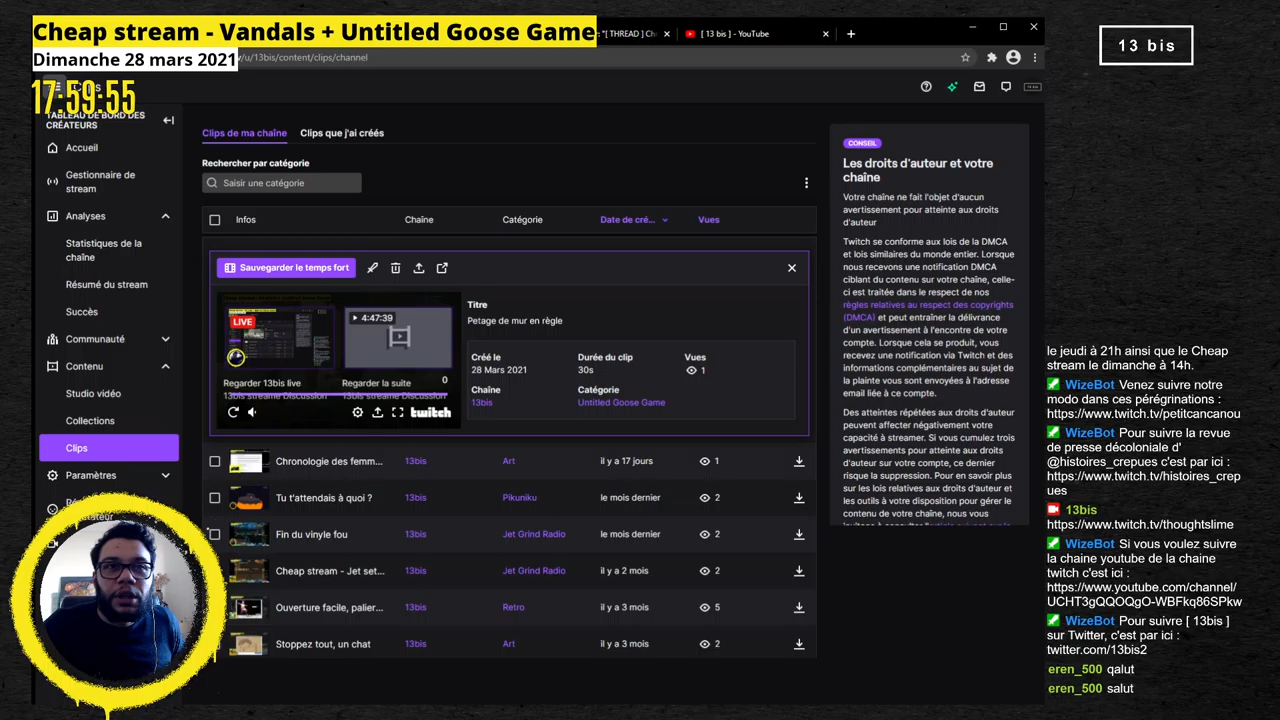 Cheap stream - Vandals + Untitled Goose Game
Dimanche 28 mars 2021
17:59:55
"[ THREAD ] Ch
[ 13 bis ] - YouTube
13 bis
/u/13bis/content/clips/channel
TABLEAU DE BORD DES
CRÉATEURS
Accueil
Gestionnaire de
stream
Analyses
Statistiques de la
chaîne
Résumé du stream
Succès
Communauté
Contenu
Studio vidéo
Collections
Clips
Paramètres
Clips de ma chaîne
Clips que j'ai créés
Rechercher par catégorie
Saisir une catégorie
Infos
Chaîne
Catégorie
Date de cré...
Vues
Sauvegarder le temps fort
LIVE
4:47:39
Regarder 13bis live
Regarder la suite
0
twitch
Titre
Petage de mur en règle
Créé le
Durée du clip
Vues
28 Mars 2021
30s
1
Chaîne
Catégorie
13bis
Untitled Goose Game
Chronologie des femm... 13bis Art il y a 17 jours 1
Tu t'attendais à quoi ? 13bis Pikuniku le mois dernier 2
Fin du vinyle fou 13bis Jet Grind Radio le mois dernier 2
Cheap stream - Jet set... 13bis Jet Grind Radio il y a 2 mois 2
Ouverture facile, palier... 13bis Retro il y a 3 mois 5
Stoppez tout, un chat 13bis Art il y a 3 mois 2
CONSEIL
Les droits d'auteur et votre
chaîne
Votre chaîne ne fait l'objet d'aucun
avertissement pour atteinte aux droits
d'auteur
Twitch se conforme aux lois de la DMCA
et lois similaires du monde entier. Lorsque
nous recevons une notification DMCA
ciblant du contenu sur votre chaîne, celle-
ci est traitée dans le respect de nos
règles relatives au respect des copyrights
(DMCA) et peut entraîner la délivrance
d'un avertissement à l'encontre de votre
chaîne. Lorsque cela se produit, vous
recevez une notification via Twitch et des
informations complémentaires au sujet de
la plainte vous sont envoyées à l'adresse
email liée à ce compte.
Des atteintes répétées aux droits d'auteur
peuvent affecter négativement votre
capacité à streamer. Si vous cumulez trois
avertissements pour atteinte aux droits
d'auteur sur votre compte, ce dernier
risque la suppression. Pour en savoir
plus sur les lois relatives aux droits
d'auteur et
les outils à votre disposition pour gérer le
contenu de votre chaîne, nous vous
le jeudi à 21h ainsi que le Cheap
stream le dimanche à 14h.
WizeBot Venez suivre notre
modo dans ces pérégrinations :
https://www.twitch.tv/petitcancanou
WizeBot Pour suivre la revue
de presse décoloniale d'
@histoires_crepues c'est par ici :
https://www.twitch.tv/histoires_crep
ues
13bis
https://www.twitch.tv/thoughtslime
WizeBot Si vous voulez suivre
la chaine youtube de la chaine
twitch c'est ici :
https://www.youtube.com/channel/
UCHT3gQQOQgO-WBFkq86SPkw
WizeBot Pour suivre [ 13bis ]
sur Twitter, c'est par ici :
twitter.com/13bis2
eren_500 qalut
eren_500 salut